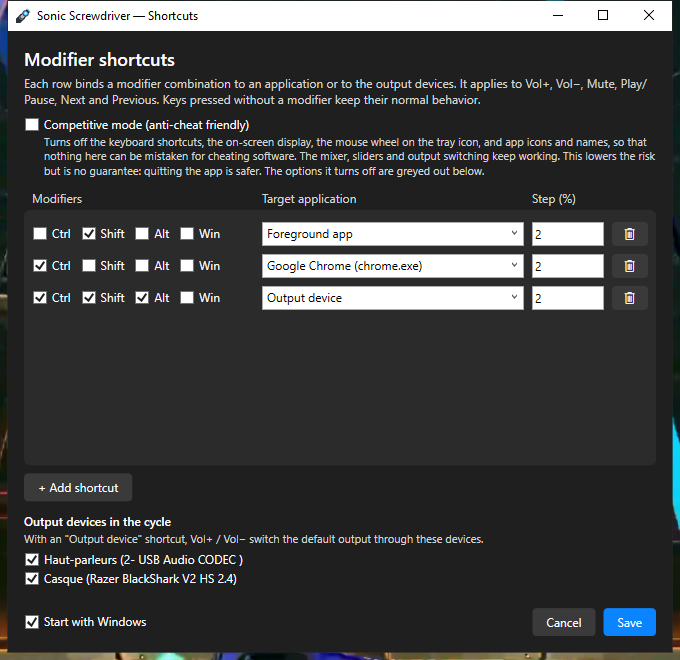 Sonic Screwdriver — Shortcuts
Modifier shortcuts
Each row binds a modifier combination to an application or to the output devices. It applies to Vol+, Vol−, Mute, Play/
Pause, Next and Previous. Keys pressed without a modifier keep their normal behavior.
Competitive mode (anti-cheat friendly)
Turns off the keyboard shortcuts, the on-screen display, the mouse wheel on the tray icon, and app icons and names, so that
nothing here can be mistaken for cheating software. The mixer, sliders and output switching keep working. This lowers the risk
but is no guarantee: quitting the app is safer. The options it turns off are greyed out below.
Modifiers Target application Step (%)
Ctrl Shift Alt Win Foreground app 2
Ctrl Shift Alt Win Google Chrome (chrome.exe) 2
Ctrl Shift Alt Win Output device 2
+ Add shortcut
Output devices in the cycle
With an "Output device" shortcut, Vol+ / Vol− switch the default output through these devices.
Haut-parleurs (2- USB Audio CODEC )
Casque (Razer BlackShark V2 HS 2.4)
Start with Windows Cancel Save